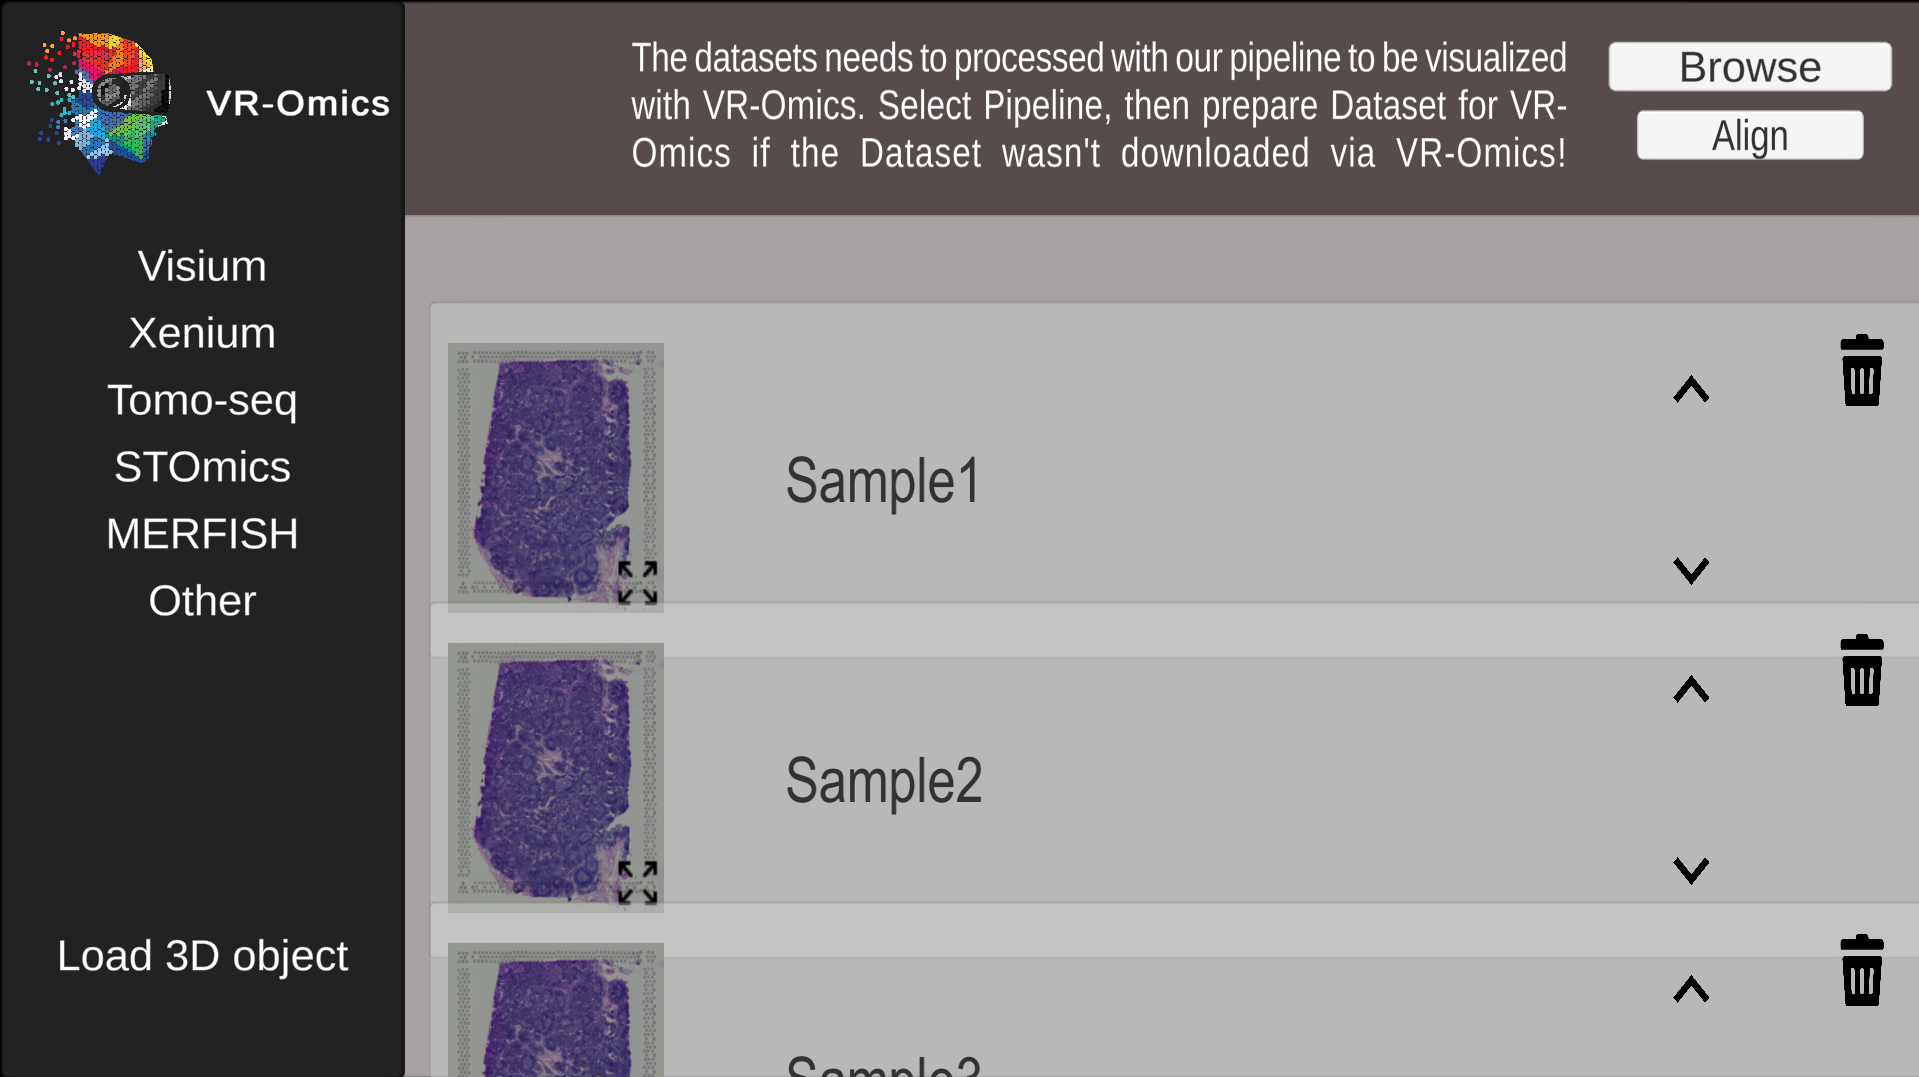 VR-Omics
The datasets needs to processed with our pipeline to be visualized
with VR-Omics. Select Pipeline, then prepare Dataset for VR-
Omics if the Dataset wasn't downloaded via VR-Omics!
Browse
Align
Visium
Xenium
Tomo-seq
STOmics
MERFISH
Other
Load 3D object
Sample1
Sample2
Sample3